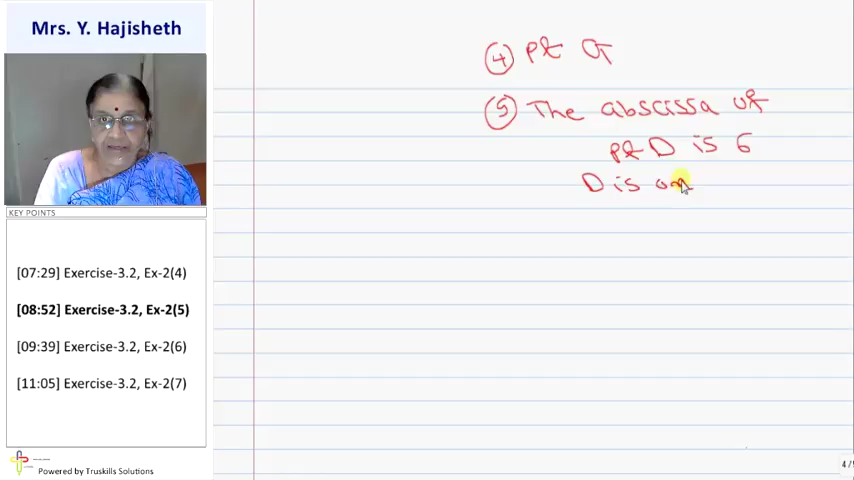 Mrs. Y. Hajisheth
KEY POINTS
[07:29] Exercise-3.2, Ex-2(4)
[08:52] Exercise-3.2, Ex-2(5)
[09:39] Exercise-3.2, Ex-2(6)
[11:05] Exercise-3.2, Ex-2(7)
Powered by Truskills Solutions
4 pt G
5 The abscissa of
pt D is 6
D is on
4/